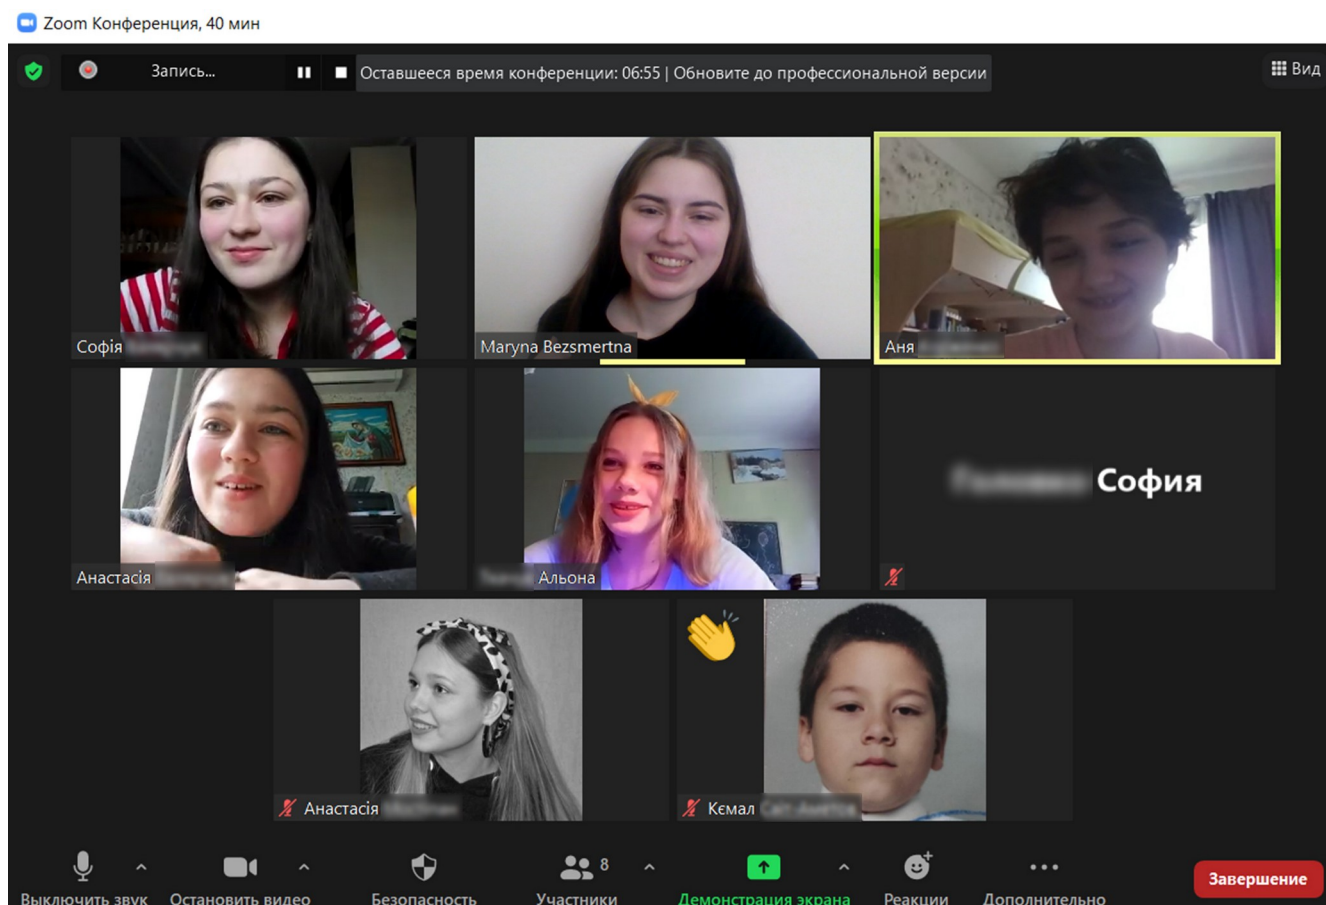 Zoom Конференция, 40 мин
Запись...
Оставшееся время конференции: 06:55 | Обновите до профессиональной версии
Вид
Софія
Maryna Bezsmertna
Аня
Анастасія
Альона
София
Анастасія
Кємал
8
Выключить звук
Остановить видео
Безопасность
Участники
Демонстрация экрана
Реакции
Дополнительно
Завершение